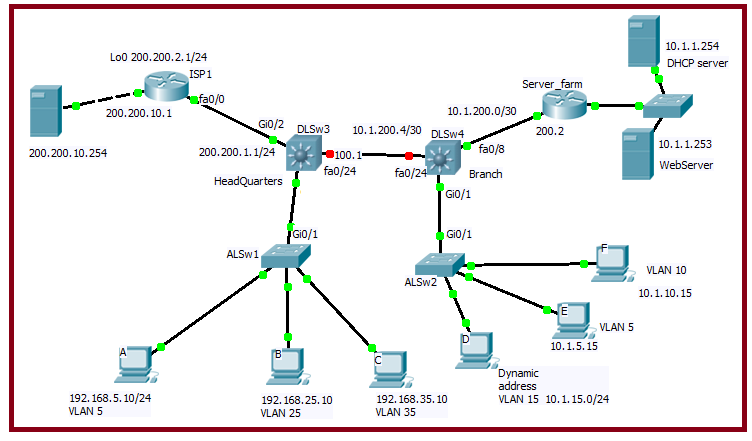 Lo0 200.200.2.1/24
ISP1
fa0/0
200.200.10.1
200.200.10.254
Gi0/2
DLSw3
200.200.1.1/24
HeadQuarters
100.1
fa0/24
10.1.200.4/30
DLSw4
fa0/24
Branch
Gi0/1
10.1.200.0/30
fa0/8
Server_farm
200.2
10.1.1.254
DHCP server
10.1.1.253
WebServer
Gi0/1
ALSw1
Gi0/1
ALSw2
A
192.168.5.10/24
VLAN 5
B
192.168.25.10
VLAN 25
C
192.168.35.10
VLAN 35
D
Dynamic
address
VLAN 15 10.1.15.0/24
E
VLAN 5
10.1.5.15
F
VLAN 10
10.1.10.15